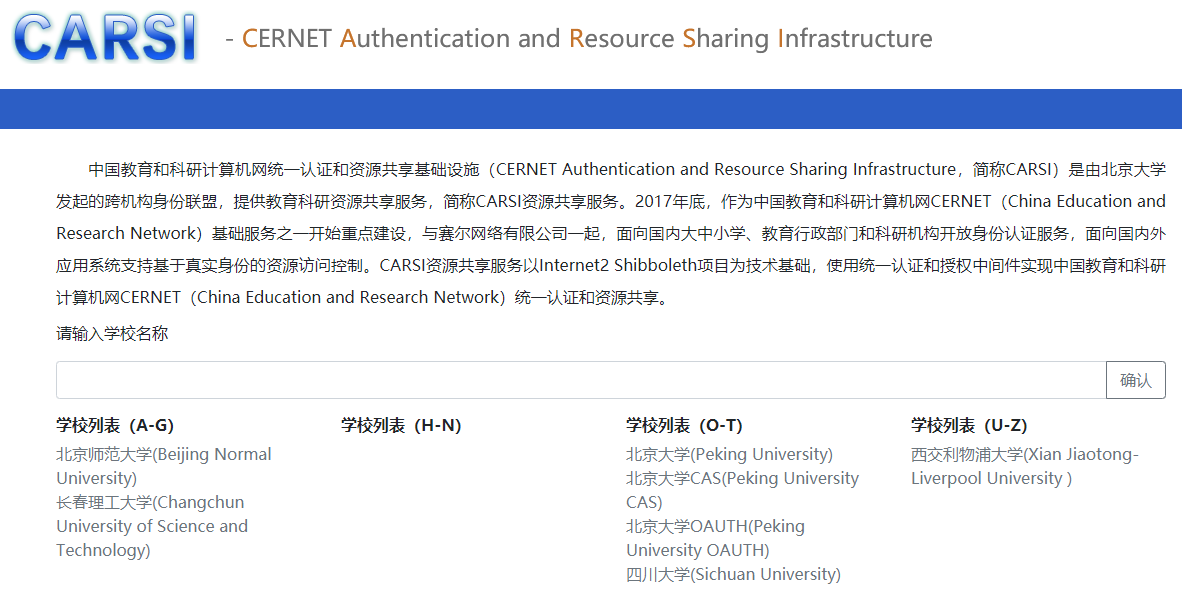 CARSI - CERNET Authentication and Resource Sharing Infrastructure
中国教育和科研计算机网统一认证和资源共享基础设施（CERNET Authentication and Resource Sharing Infrastructure，简称CARSI）是由北京大学
发起的跨机构身份联盟，提供教育科研资源共享服务，简称CARSI资源共享服务。2017年底，作为中国教育和科研计算机网CERNET（China Education and
Research Network）基础服务之一开始重点建设，与赛尔网络有限公司一起，面向国内大中小学、教育行政部门和科研机构开放身份认证服务，面向国内外
应用系统支持基于真实身份的资源访问控制。CARSI资源共享服务以Internet2 Shibboleth项目为技术基础，使用统一认证和授权中间件实现中国教育和科研
计算机网CERNET（China Education and Research Network）统一认证和资源共享。
请输入学校名称
确认
学校列表（A-G）
北京师范大学(Beijing Normal
University)
长春理工大学(Changchun
University of Science and
Technology)
学校列表（H-N）
学校列表（O-T）
北京大学(Peking University)
北京大学CAS(Peking University
CAS)
北京大学OAUTH(Peking
University OAUTH)
四川大学(Sichuan University)
学校列表（U-Z）
西交利物浦大学(Xian Jiaotong-
Liverpool University )